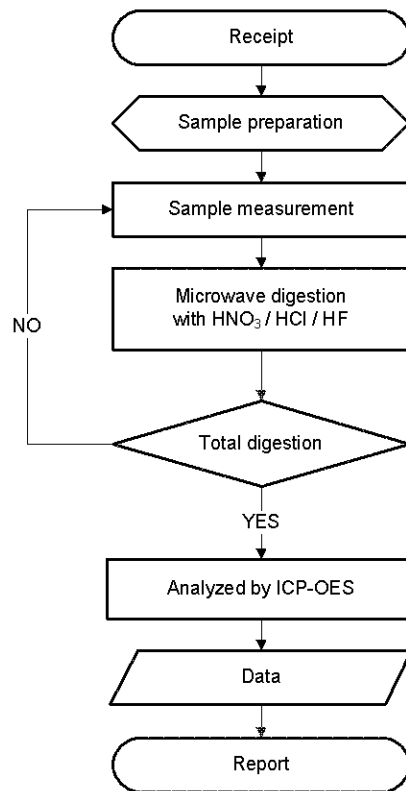 Receipt
Sample preparation
Sample measurement
Microwave digestion
with HNO₃ / HCl / HF
NO
Total digestion
YES
Analyzed by ICP-OES
Data
Report